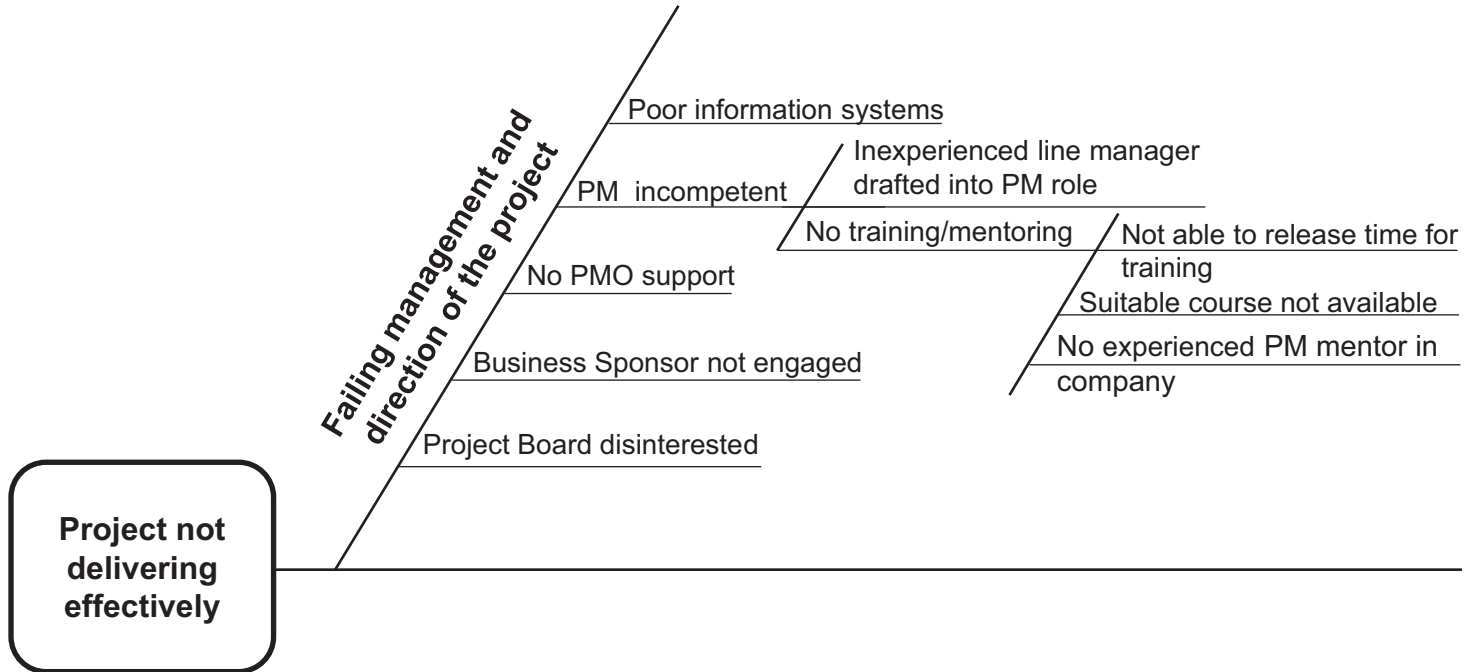 Failing management and
direction of the project
Poor information systems
PM incompetent
Inexperienced line manager
drafted into PM role
No training/mentoring
Not able to release time for
training
Suitable course not available
No experienced PM mentor in
company
No PMO support
Business Sponsor not engaged
Project Board disinterested
Project not
delivering
effectively